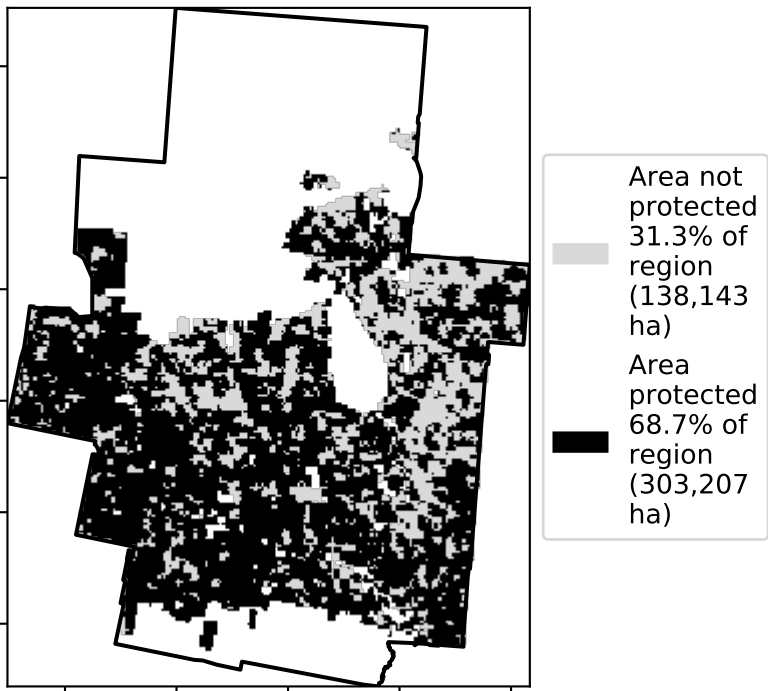 Area not
protected
31.3% of
region
(138,143
ha)
Area
protected
68.7% of
region
(303,207
ha)